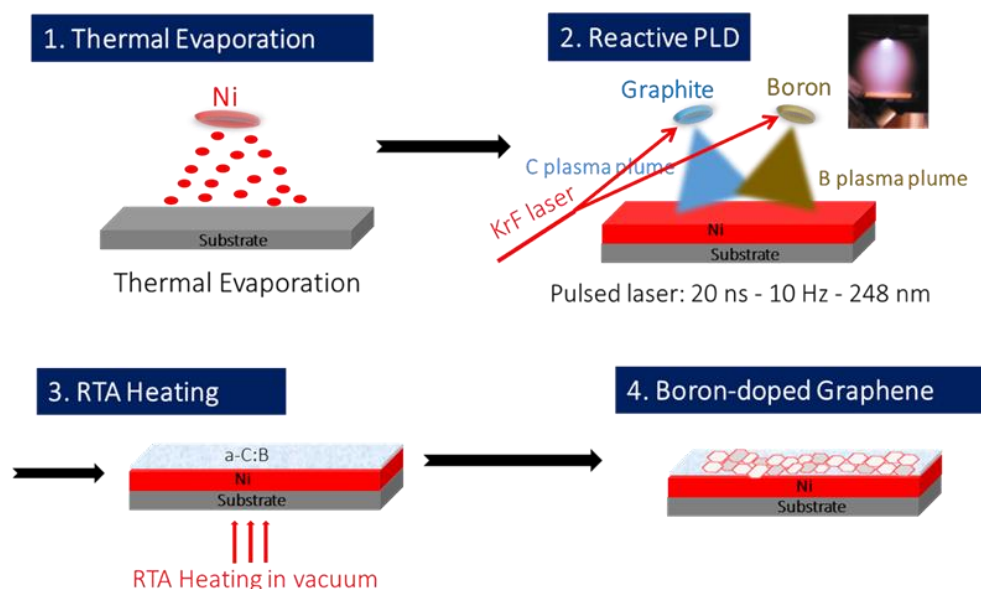 1. Thermal Evaporation
Ni
Substrate
Thermal Evaporation
2. Reactive PLD
Graphite
Boron
C plasma plume
B plasma plume
KrF laser
Ni
Substrate
Pulsed laser: 20 ns - 10 Hz - 248 nm
3. RTA Heating
a-C:B
Ni
Substrate
RTA Heating in vacuum
4. Boron-doped Graphene
Ni
Substrate